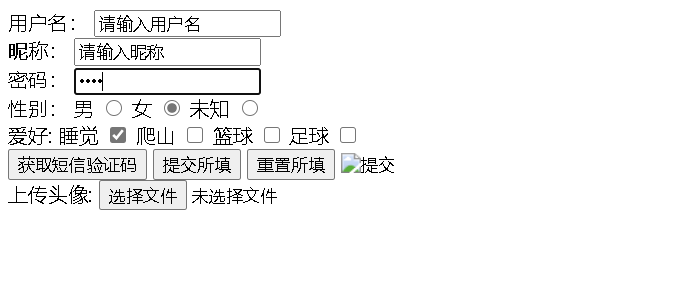 用户名： 请输入用户名
昵称： 请输入昵称
密码： ••••
性别： 男 女 未知
爱好: 睡觉 爬山 篮球 足球
获取短信验证码 提交所填 重置所填 提交
上传头像: 选择文件 未选择文件